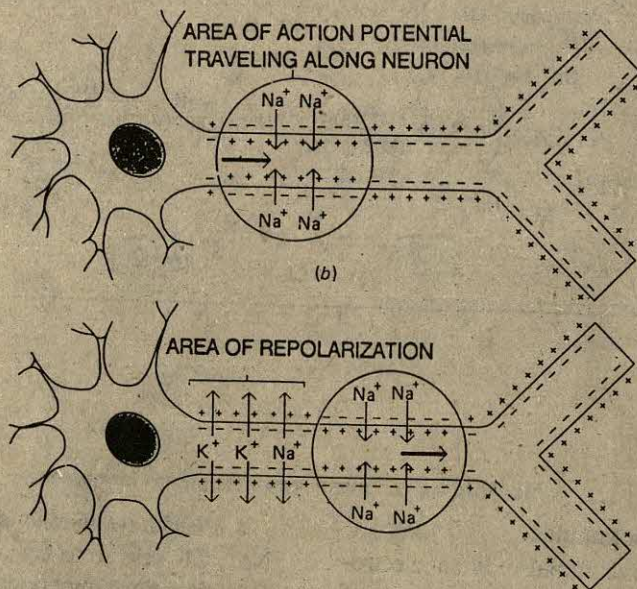 AREA OF ACTION POTENTIAL
TRAVELING ALONG NEURON
Na+ Na+
Na+ Na+
(b)
AREA OF REPOLARIZATION
Na+ Na+
K+ K+ Na+
Na+ Na+